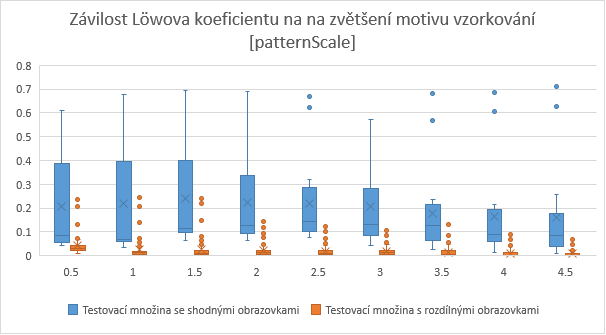 Závilost Löwova koeficientu na na zvětšení motivu vzorkování
[patternScale]
0.8
0.7
0.6
0.5
0.4
0.3
0.2
0.1
0
0.5 1 1.5 2 2.5 3 3.5 4 4.5
Testovací množina se shodnými obrazovkami Testovací množina s rozdílnými obrazovkami